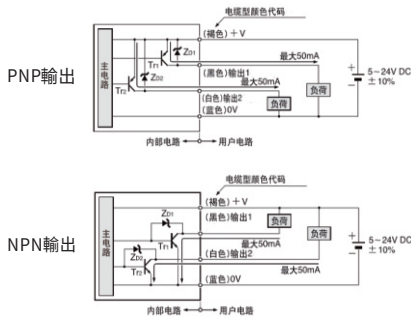 电缆型颜色代码
(褐色)＋V
ZD1
Tr1
最大50mA
(黑色)输出1
PNP輸出
主电路
ZD2
最大50mA
负荷
＋
－
5～24V DC
±10%
Tr2
(白色)输出2
负荷
(蓝色)0V
内部电路
用户电路
电缆型颜色代码
(褐色)＋V
ZD1
(黑色)输出1
负荷
NPN輸出
主电路
Tr1
最大50mA
负荷
＋
－
5～24V DC
±10%
ZD2
(白色)输出2
Tr2
最大50mA
(蓝色)0V
内部电路
用户电路